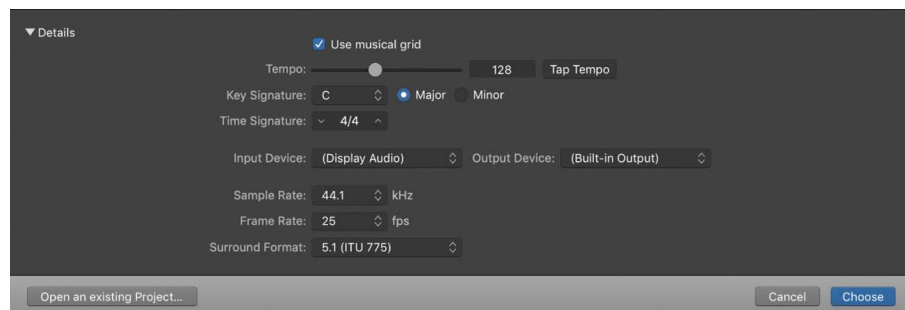 Details
Use musical grid
Tempo: 128 Tap Tempo
Key Signature: C Major Minor
Time Signature: 4/4
Input Device: (Display Audio) Output Device: (Built-in Output)
Sample Rate: 44.1 kHz
Frame Rate: 25 fps
Surround Format: 5.1 (ITU 775)
Open an existing Project... Cancel Choose